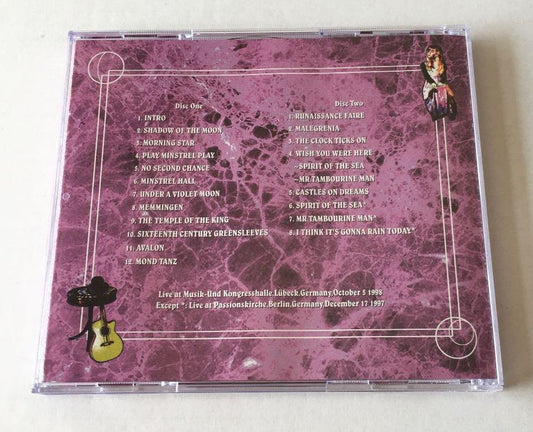 Disc One
1. INTRO
2. SHADOW OF THE MOON
3. MORNING STAR
4. PLAY MINSTREL PLAY
5. NO SECOND CHANCE
6. MINSTREL HALL
7. UNDER A VIOLET MOON
8. MEMMINGEN
9. THE TEMPLE OF THE KING
10. SIXTEENTH CENTURY GREENSLEEVES
11. AVALON
12. MOND TANZ
Disc Two
1. RUNAISSANCE FAIRE
2. MALEGRENIA
3. THE CLOCK TICKS ON
4. WISH YOU WERE HERE
~SPIRIT OF THE SEA
~MR.TAMBOURINE MAN
5. CASTLES ON DREAMS
6. SPIRIT OF THE SEA*
7. MR.TAMBOURINE MAN*
8. I THINK IT'S GONNA RAIN TODAY*
Live at Musik-Und Kongresshalle,Lübeck,Germany,October 5 1998
Except *: Live at Passionskirche,Berlin,Germany,December 17 1997